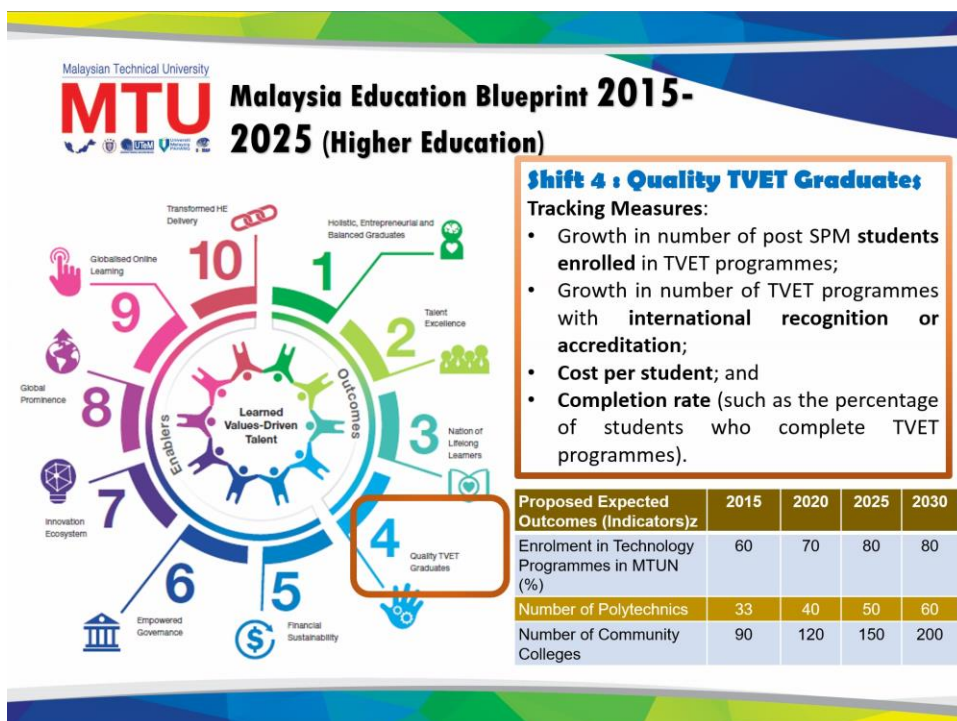 Malaysian Technical University
MTU
UTeM
Malaysia Education Blueprint 2015-
2025 (Higher Education)
Transformed HE
Delivery
10
Holistic, Entrepreneurial and
Balanced Graduates
1
Globalised Online
Learning
9
Talent
Excellence
2
Global
Prominence
8
Enablers
Outcomes
Learned
Values-Driven
Talent
3
Nation of
Lifelong
Learners
7
Innovation
Ecosystem
4
Quality TVET
Graduates
6
Empowered
Governance
5
Financial
Sustainability
$
Shift 4 : Quality TVET Graduates
Tracking Measures:
• Growth in number of post SPM students
enrolled in TVET programmes;
• Growth in number of TVET programmes
with international recognition or
accreditation;
• Cost per student; and
• Completion rate (such as the percentage
of students who complete TVET
programmes).
Proposed Expected
Outcomes (Indicators)z 2015 2020 2025 2030
Enrolment in Technology
Programmes in MTUN
(%) 60 70 80 80
Number of Polytechnics 33 40 50 60
Number of Community
Colleges 90 120 150 200